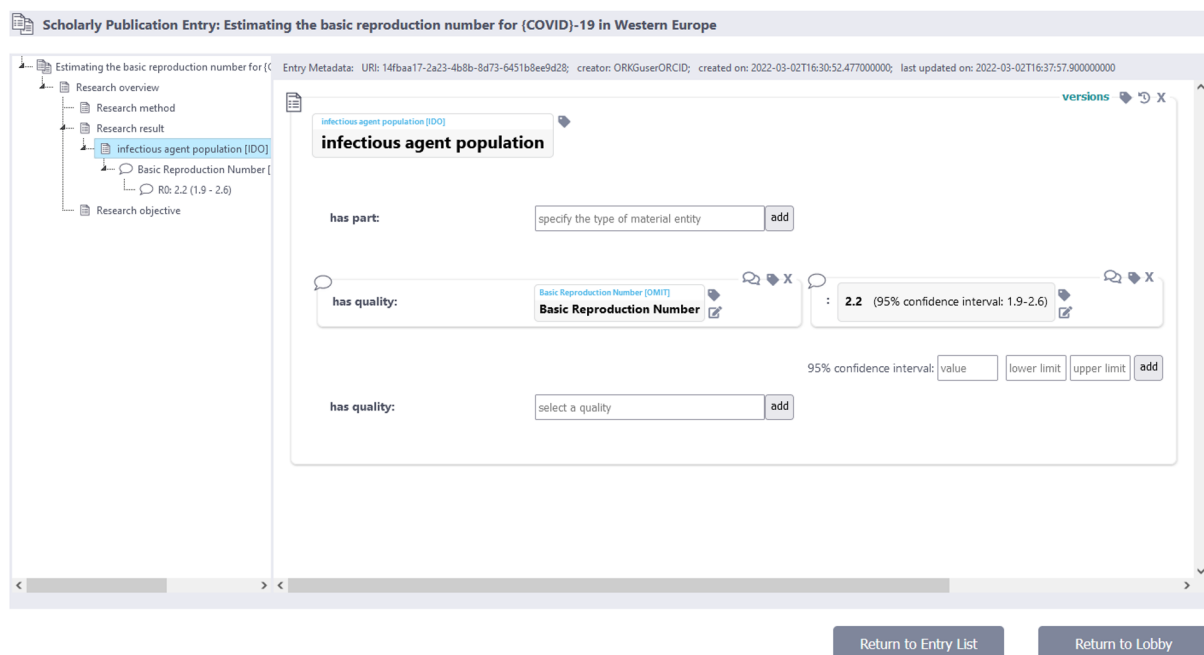 Scholarly Publication Entry: Estimating the basic reproduction number for {COVID}-19 in Western Europe
Estimating the basic reproduction number for {
Research overview
Research method
Research result
infectious agent population [IDO]
Basic Reproduction Number [
R0: 2.2 (1.9 - 2.6)
Research objective
Entry Metadata: URI: 14fbaa17-2a23-4b8b-8d73-6451b8ee9d28; creator: ORKGuserORCID; created on: 2022-03-02T16:30:52.477000000; last updated on: 2022-03-02T16:37:57.900000000
versions X
infectious agent population [IDO]
infectious agent population
has part: specify the type of material entity add
X X
has quality: Basic Reproduction Number [OMIT] : 2.2 (95% confidence interval: 1.9-2.6)
Basic Reproduction Number
95% confidence interval: value lower limit upper limit add
has quality: select a quality add
Return to Entry List Return to Lobby